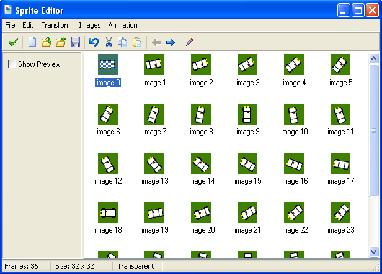 Sprite Editor
File Edit Transform Images Animation
Show Preview
image 0 image 1 image 2 image 3 image 4 image 5
image 6 image 7 image 8 image 9 image 10 image 11
image 12 image 13 image 14 image 15 image 16 image 17
image 18 image 19 image 20 image 21 image 22 image 23
Frames: 36 Size: 32 x 32 Transparent